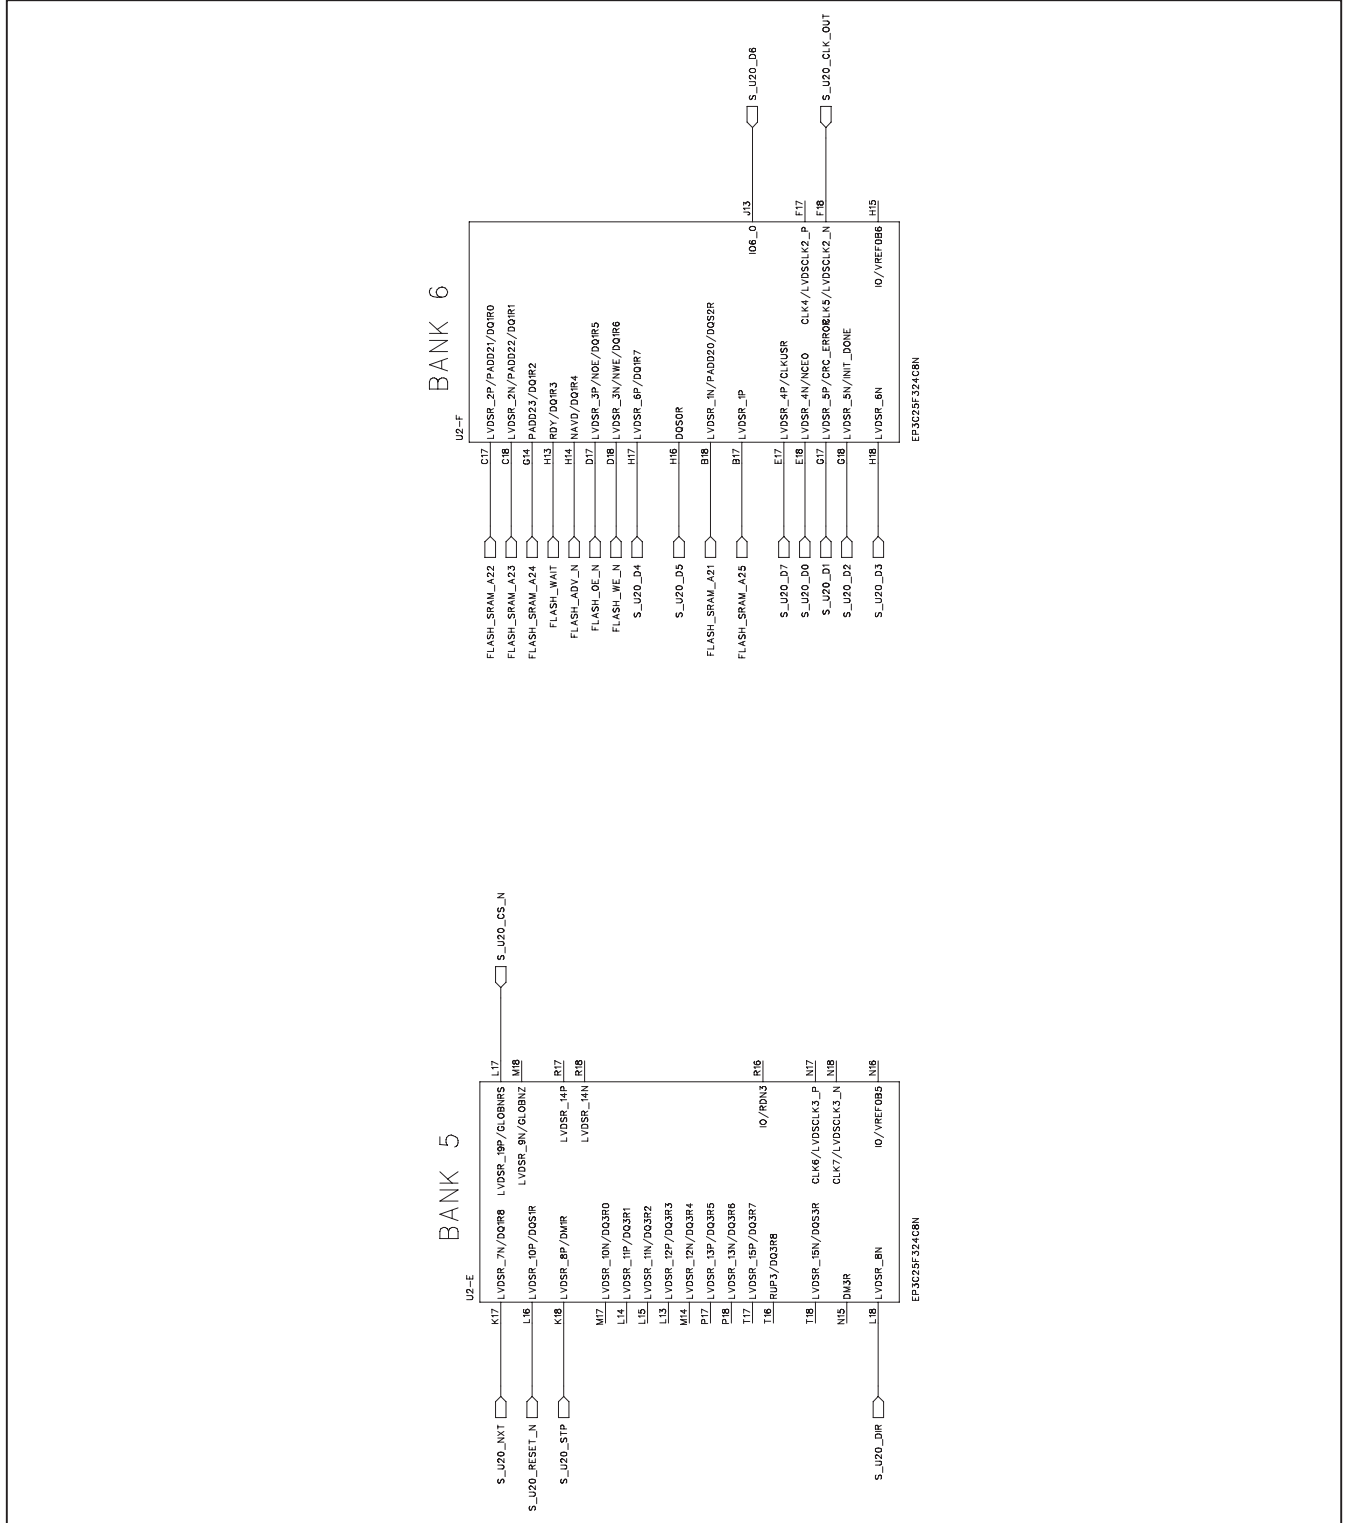 BANK 6
U2-F
FLASH_SRAM_A22 C17 LVDSR_2P/PADD21/DQ1R0
FLASH_SRAM_A23 C18 LVDSR_2N/PADD22/DQ1R1
FLASH_SRAM_A24 G14 PADD23/DQ1R2
FLASH_WAIT H13 RDY/DQ1R3
FLASH_ADV_N H14 NAVD/DQ1R4
FLASH_OE_N D17 LVDSR_3P/NOE/DQ1R5
FLASH_WE_N D18 LVDSR_3N/NWE/DQ1R6
S_U20_D4 H17 LVDSR_6P/DQ1R7
S_U20_D5 H16 DQS0R
FLASH_SRAM_A21 B18 LVDSR_1N/PADD20/DQS2R
FLASH_SRAM_A25 B17 LVDSR_1P
IO6_0 J13 S_U20_D6
S_U20_D7 E17 LVDSR_4P/CLKUSR
S_U20_D0 E18 LVDSR_4N/NCEO CLK4/LVDSCLK2_P F17
S_U20_D1 G17 LVDSR_5P/CRC_ERROR CLK5/LVDSCLK2_N F18 S_U20_CLK_OUT
S_U20_D2 G18 LVDSR_5N/INIT_DONE
S_U20_D3 H18 LVDSR_6N IO/VREF0B6 H15
EP3C25F324C8N
BANK 5
U2-E
S_U20_NXT K17 LVDSR_7N/DQ1R8 LVDSR_19P/GLOBNRS L17 S_U20_CS_N
LVDSR_9N/GLOBNZ M18
S_U20_RESET_N L16 LVDSR_10P/DQS1R
S_U20_STP K18 LVDSR_8P/DM1R LVDSR_14P R17
LVDSR_14N R18
M17 LVDSR_10N/DQ3R0
L14 LVDSR_11P/DQ3R1
L15 LVDSR_11N/DQ3R2
L13 LVDSR_12P/DQ3R3
M14 LVDSR_12N/DQ3R4
P17 LVDSR_13P/DQ3R5
P18 LVDSR_13N/DQ3R6
T17 LVDSR_15P/DQ3R7
IO/RDN3 R16
T16 RUP3/DQ3R8
T18 LVDSR_15N/DQS3R CLK6/LVDSCLK3_P N17
CLK7/LVDSCLK3_N N18
N15 DM3R
S_U20_DIR L18 LVDSR_8N IO/VREF0B5 N16
EP3C25F324C8N